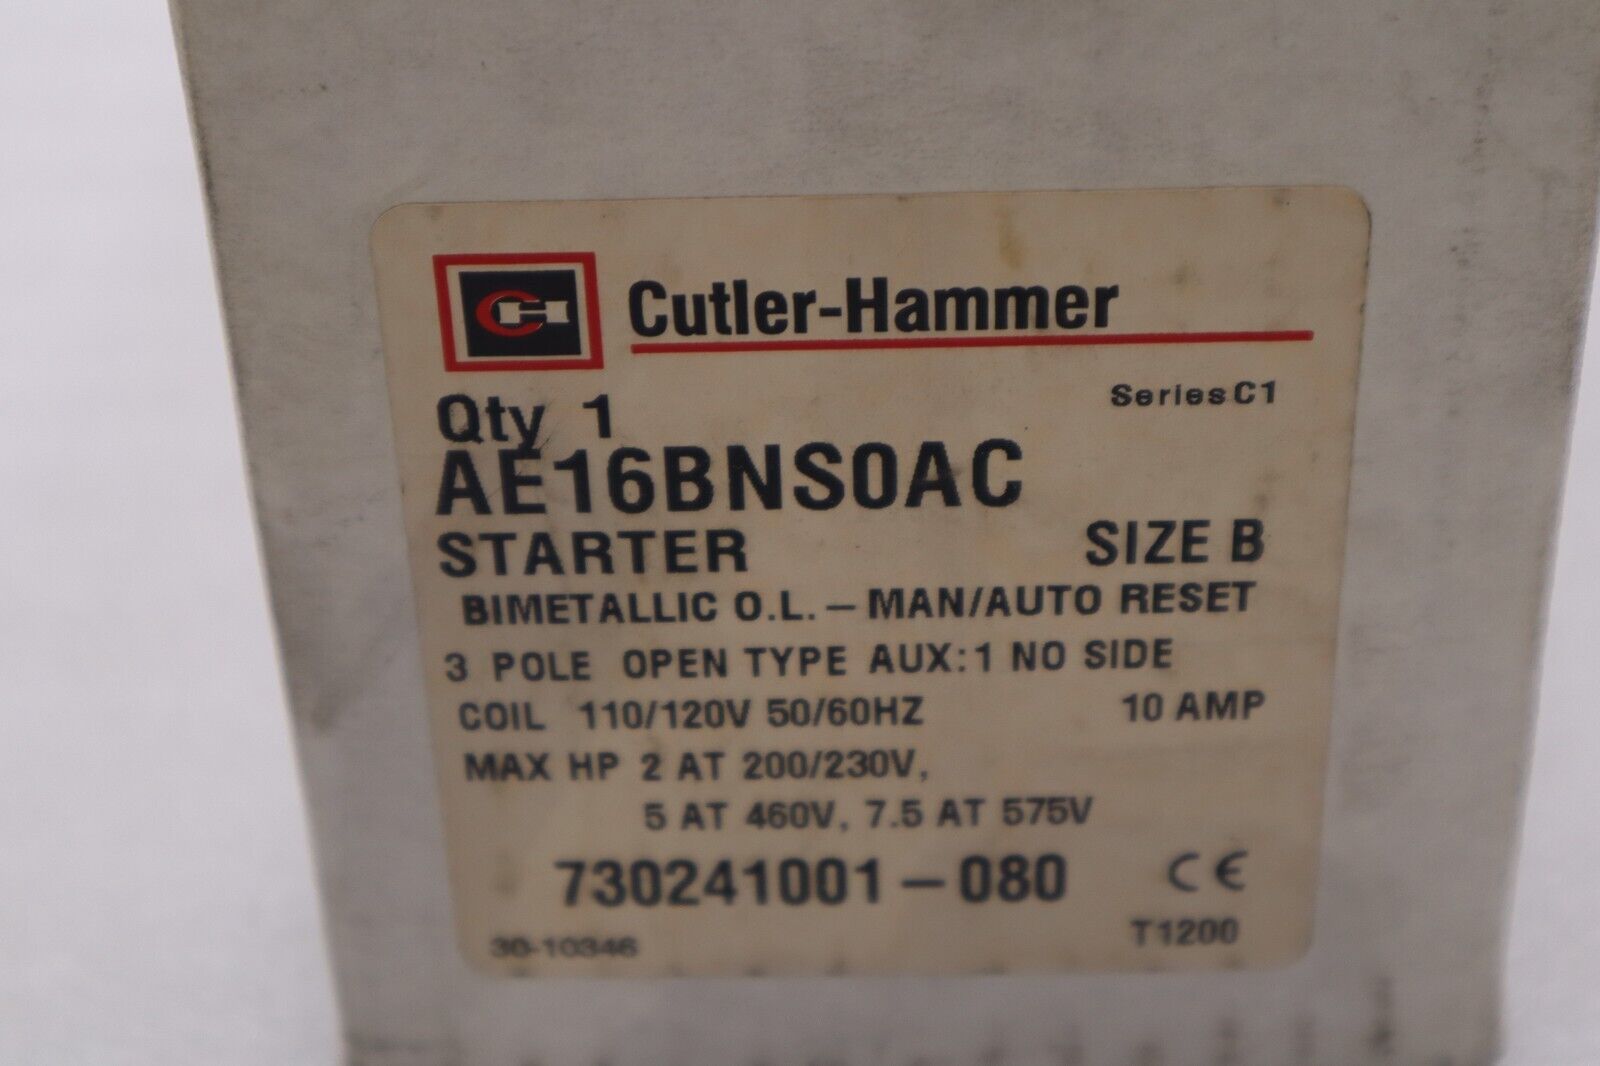 CH Cutler-Hammer
Series C1
Qty 1
AE16BNS0AC
STARTER SIZE B
BIMETALLIC O.L. – MAN/AUTO RESET
3 POLE OPEN TYPE AUX: 1 NO SIDE
COIL 110/120V 50/60HZ 10 AMP
MAX HP 2 AT 200/230V,
5 AT 460V, 7.5 AT 575V
730241001–080 CE
30-10346 T1200